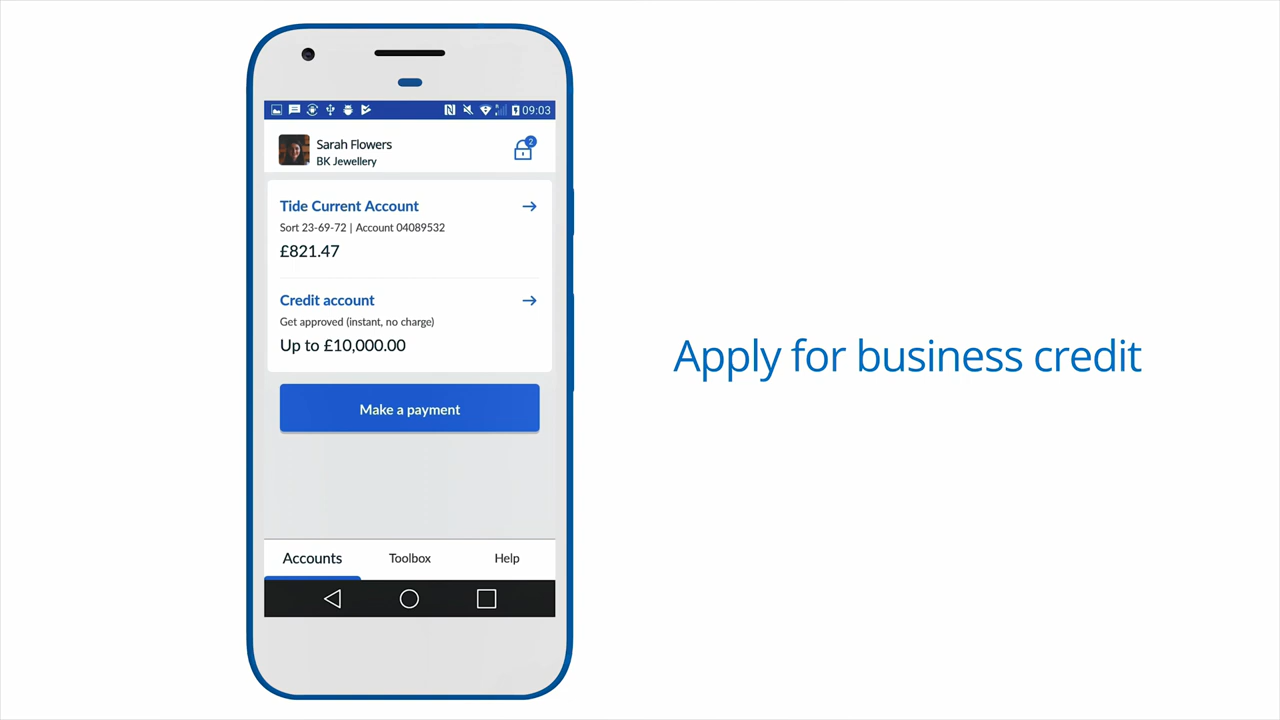 09:03
Sarah Flowers
2
BK Jewellery
Tide Current Account
Sort 23-69-72 | Account 04089532
£821.47
Credit account
Get approved (instant, no charge)
Up to £10,000.00
Make a payment
Accounts Toolbox Help
Apply for business credit